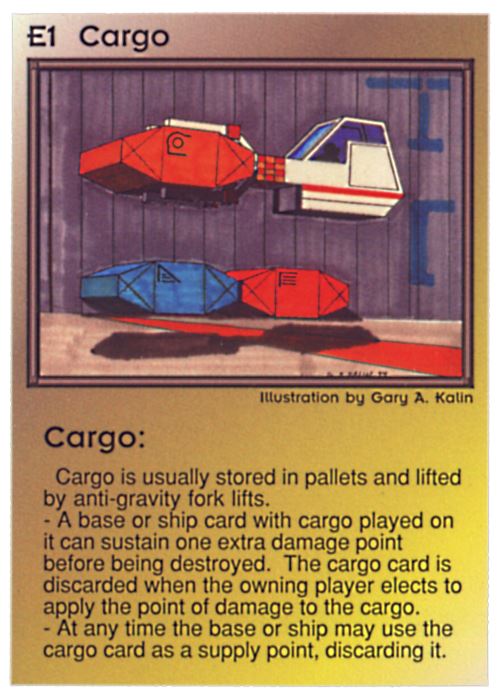 E1 Cargo
Illustration by Gary A. Kalin
Cargo:
Cargo is usually stored in pallets and lifted
by anti-gravity fork lifts.
- A base or ship card with cargo played on
it can sustain one extra damage point
before being destroyed. The cargo card is
discarded when the owning player elects to
apply the point of damage to the cargo.
- At any time the base or ship may use the
cargo card as a supply point, discarding it.